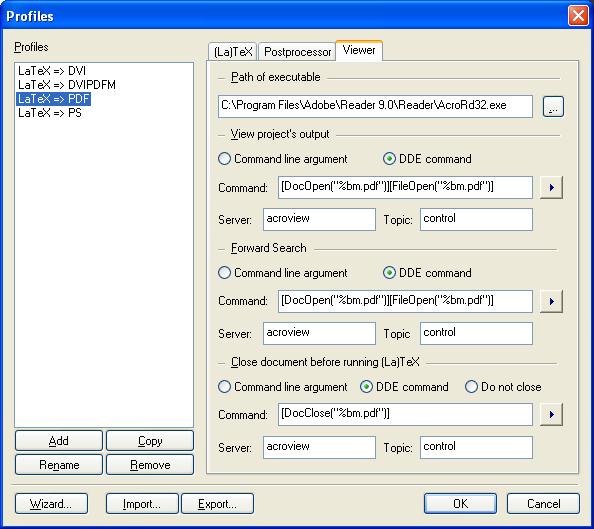 Profiles
Profiles
LaTeX => DVI
LaTeX => DVIPDFM
LaTeX => PDF
LaTeX => PS
Add Copy
Rename Remove
(La)TeX Postprocessor Viewer
Path of executable
C:\Program Files\Adobe\Reader 9.0\Reader\AcroRd32.exe ...
View project's output
Command line argument DDE command
Command: [DocOpen("%bm.pdf")][FileOpen("%bm.pdf")]
Server: acroview Topic: control
Forward Search
Command line argument DDE command
Command: [DocOpen("%bm.pdf")][FileOpen("%bm.pdf")]
Server: acroview Topic control
Close document before running (La)TeX
Command line argument DDE command Do not close
Command: [DocClose("%bm.pdf")]
Server: acroview Topic: control
Wizard... Import... Export... OK Cancel